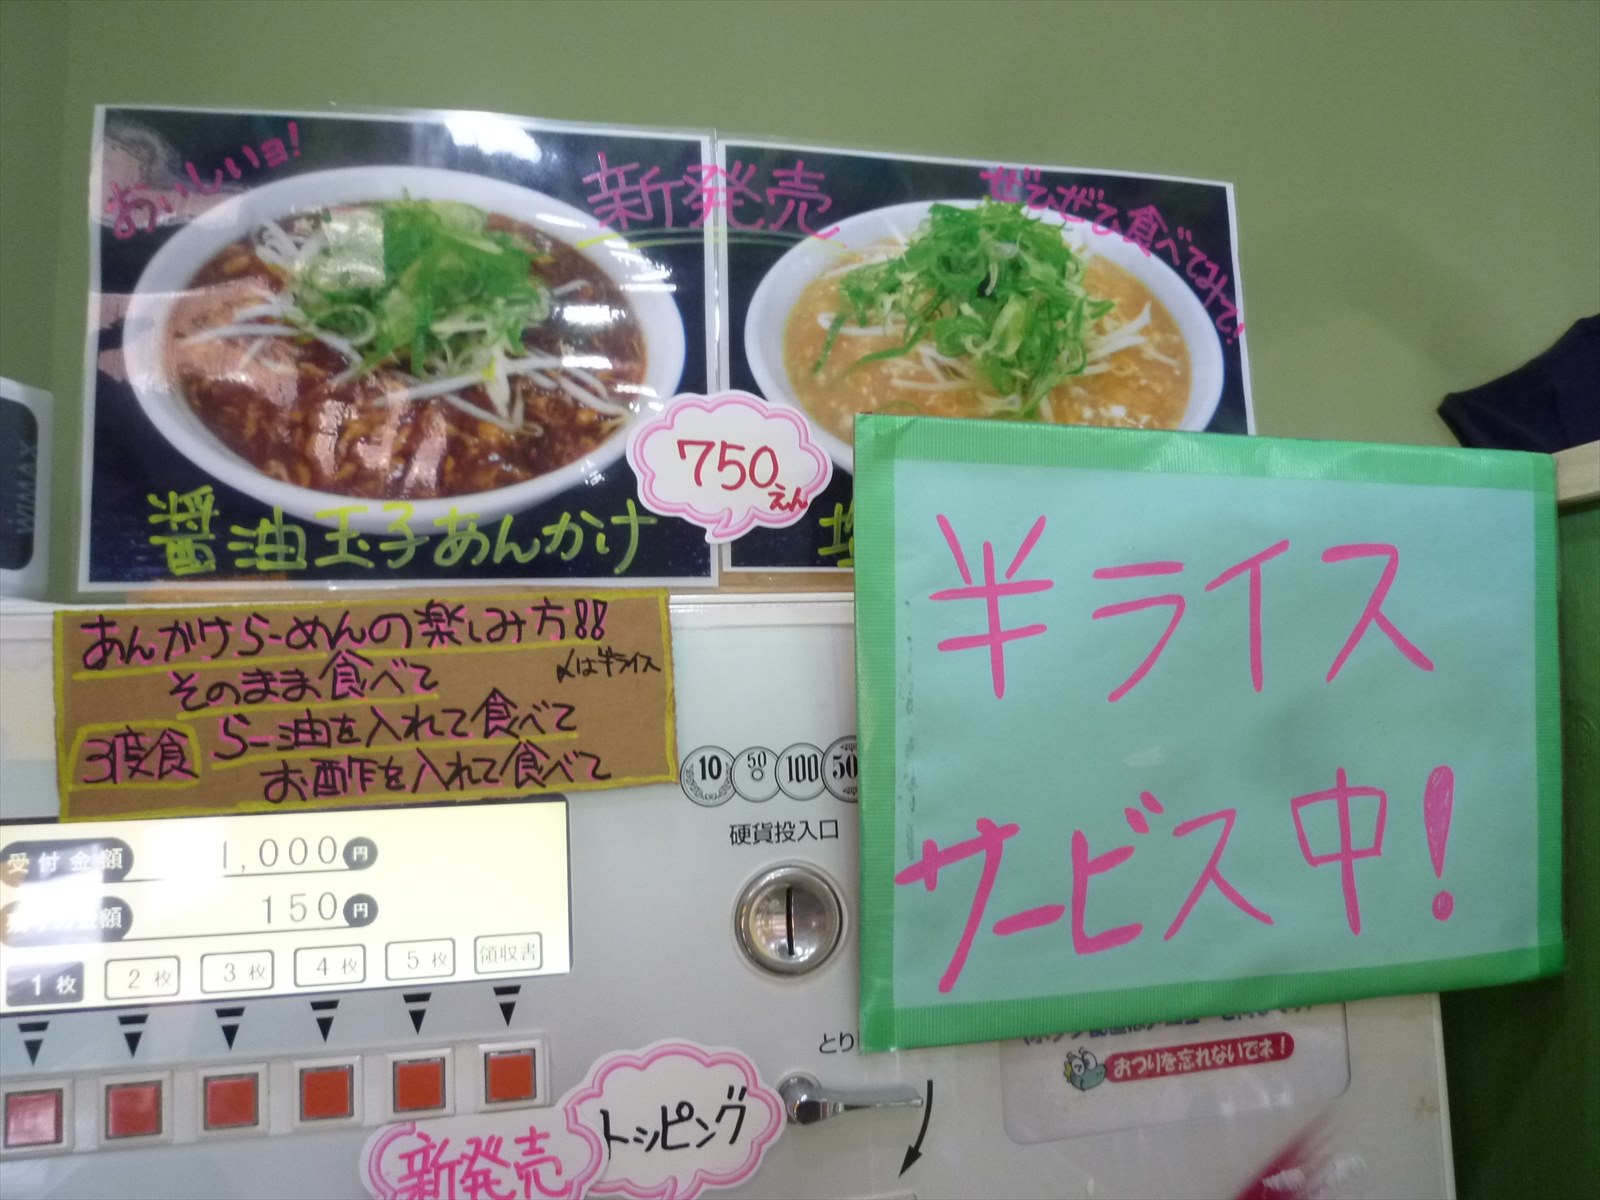 おいしいヨ!
新発売
ぜひぜひ食べてみて!
750えん
醤油玉子あんかけ
WiMAX
半ライス
サービス中!
あんかけらーめんの楽しみ方!!
〆は半ライス
そのまま食べて
らー油を入れて食べて
お酢を入れて食べて
3度食
10 50 100 50
硬貨投入口
受付金額 1,000円
150円
1枚 2枚 3枚 4枚 5枚 領収書
とり
おつりを忘れないでネ!
トッピング
新発売